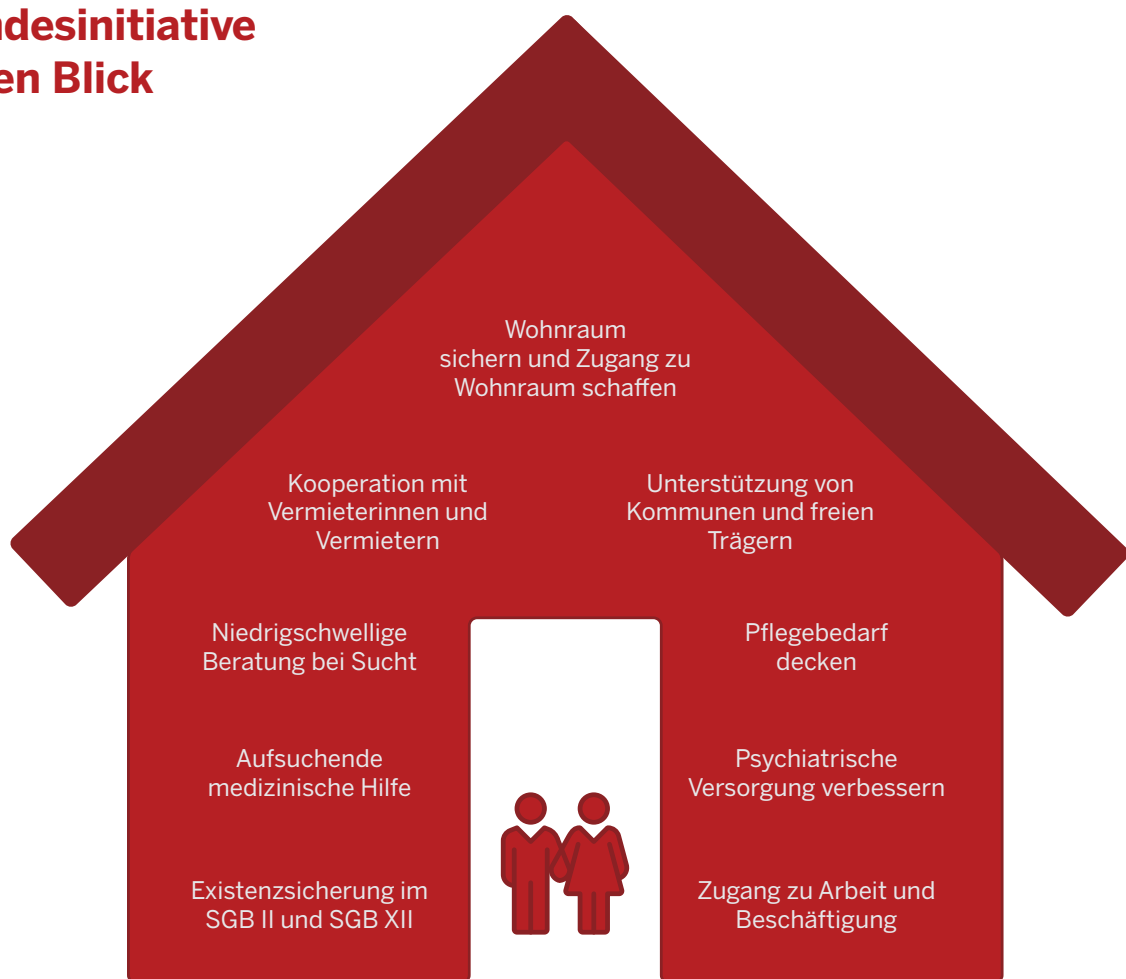 ndesinitiative
en Blick
Wohnraum
sichern und Zugang zu
Wohnraum schaffen
Kooperation mit
Vermieterinnen und
Vermietern
Unterstützung von
Kommunen und freien
Trägern
Niedrigschwellige
Beratung bei Sucht
Pflegebedarf
decken
Aufsuchende
medizinische Hilfe
Psychiatrische
Versorgung verbessern
Existenzsicherung im
SGB II und SGB XII
Zugang zu Arbeit und
Beschäftigung